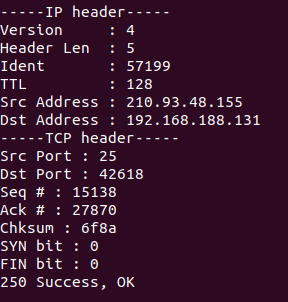 -----IP header-----
Version     : 4
Header Len  : 5
Ident       : 57199
TTL         : 128
Src Address : 210.93.48.155
Dst Address : 192.168.188.131
-----TCP header-----
Src Port : 25
Dst Port : 42618
Seq # : 15138
Ack # : 27870
Chksum : 6f8a
SYN bit : 0
FIN bit : 0
250 Success, OK